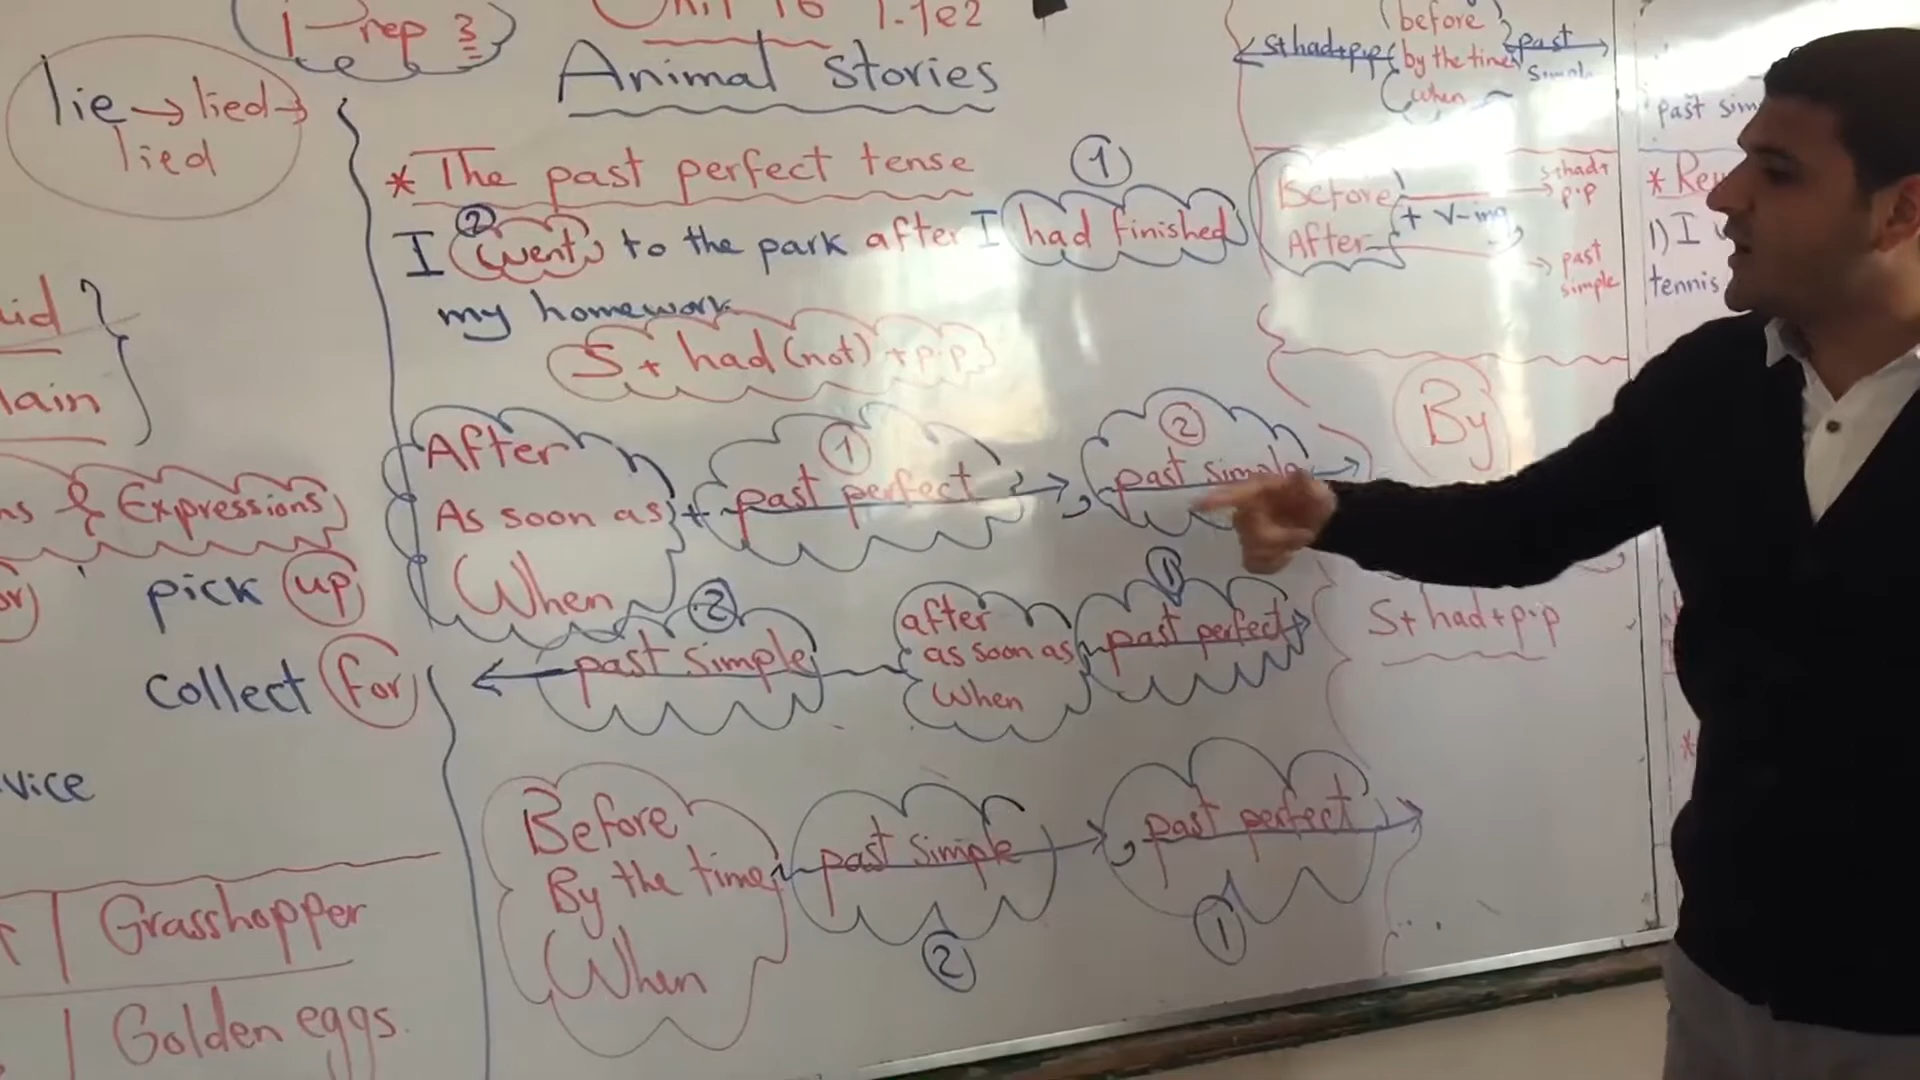 Prep 3
Unit 16
Animal Stories
lie → lied →
lied
* The past perfect tense
①
②
I went to the park after I had finished
my homework
S + had (not) + p.p
After
As soon as
When
+
①
past perfect
,
②
past simple
②
past simple
after
as soon as
when
①
past perfect
Before
By the time
When
past simple
②
, past perfect
①
& Expressions
pick up
collect for
Grasshopper
Golden eggs.
s+had+p.p
before
by the time
when
past
simple
Before
After
+ v-ing
s+had+
p.p
past
simple
By
S+had+p.p
past sim
1) I
tennis